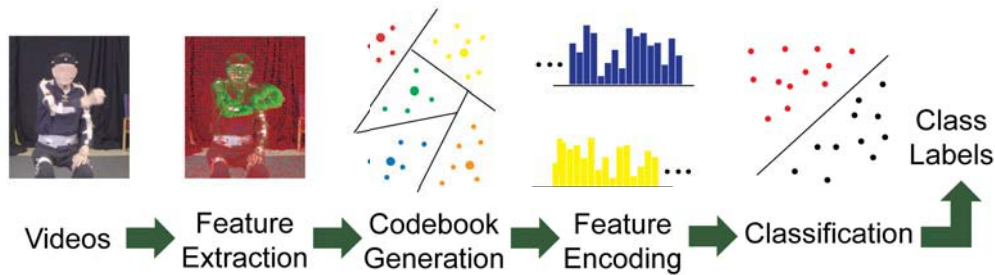 Videos
Feature
Extraction
Codebook
Generation
Feature
Encoding
Classification
Class
Labels